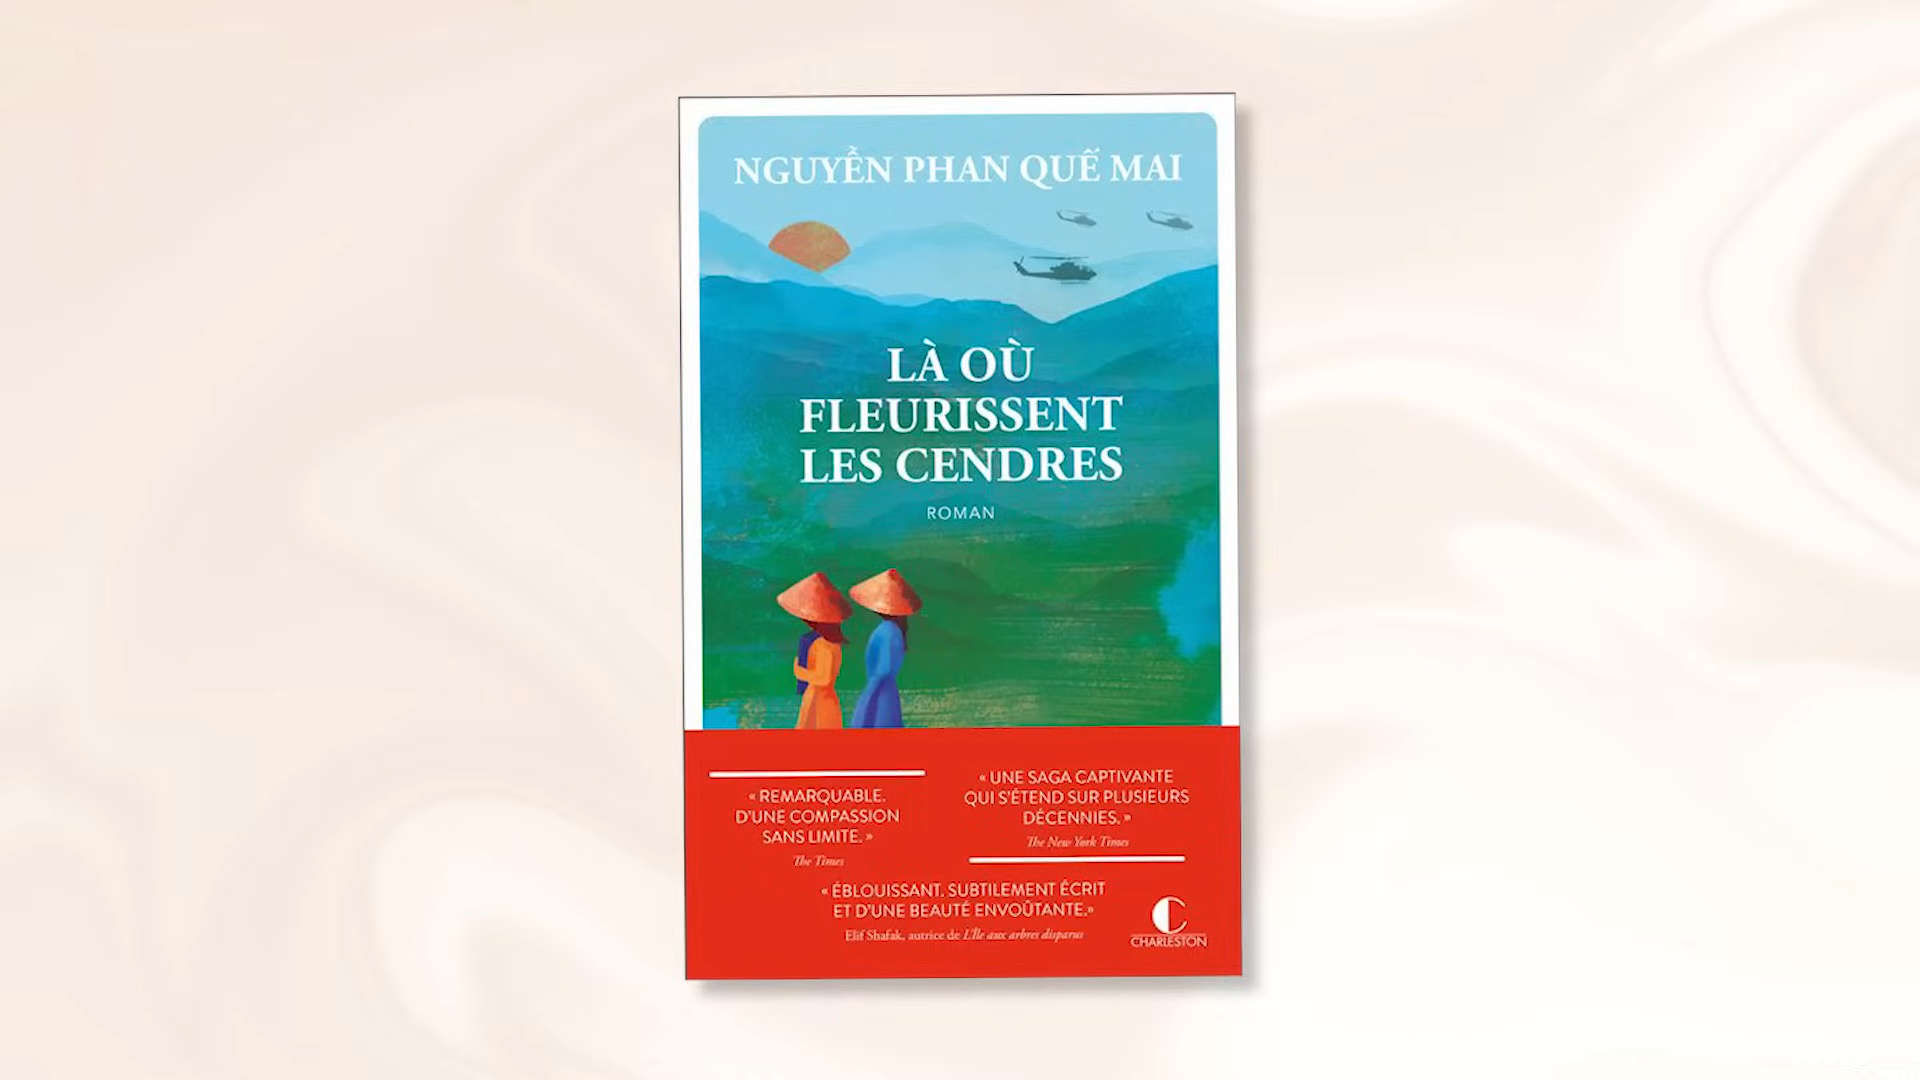 NGUYỄN PHAN QUẾ MAI
LÀ OÙ
FLEURISSENT
LES CENDRES
ROMAN
« REMARQUABLE.
D'UNE COMPASSION
SANS LIMITE. »
The Times
« UNE SAGA CAPTIVANTE
QUI S'ÉTEND SUR PLUSIEURS
DÉCENNIES. »
The New York Times
« ÉBLOUISSANT. SUBTILEMENT ÉCRIT
ET D'UNE BEAUTÉ ENVOÛTANTE.»
Elif Shafak, autrice de L'Île aux arbres disparus
CHARLESTON